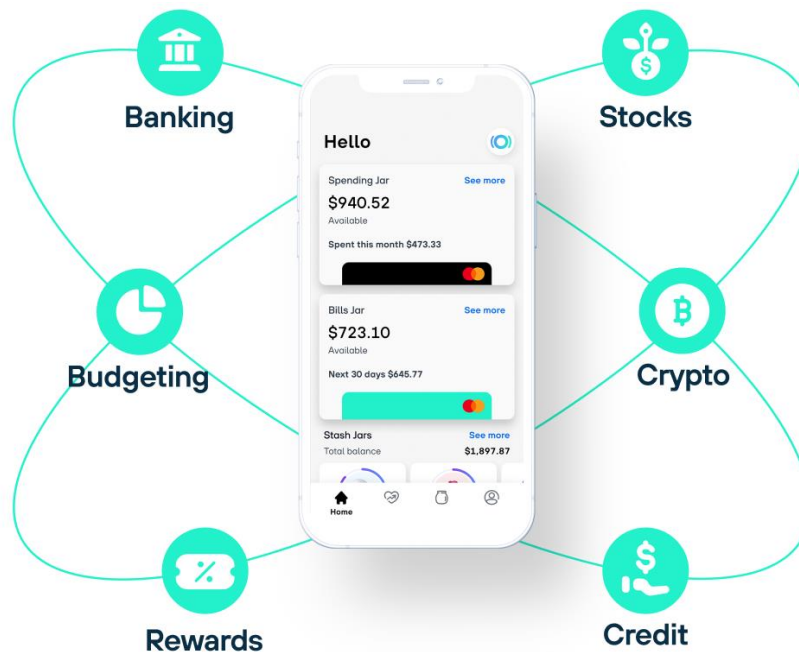 Banking
Stocks
Hello
Spending Jar See more
$940.52
Available
Spent this month $473.33
Bills Jar See more
$723.10
Available
Next 30 days $645.77
Budgeting
Crypto
Stash Jars See more
Total balance $1,897.87
Home
Rewards
Credit